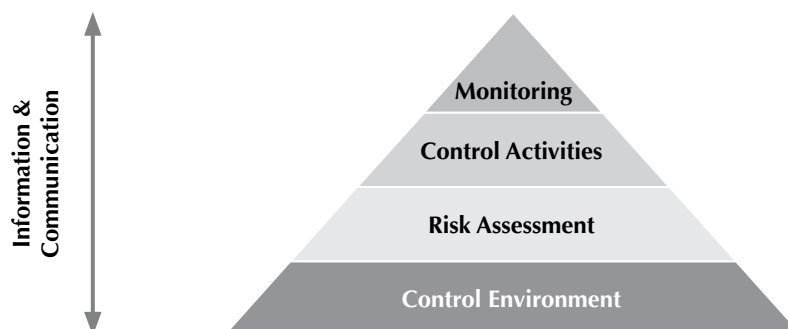 Information &
Communication
Monitoring
Control Activities
Risk Assessment
Control Environment